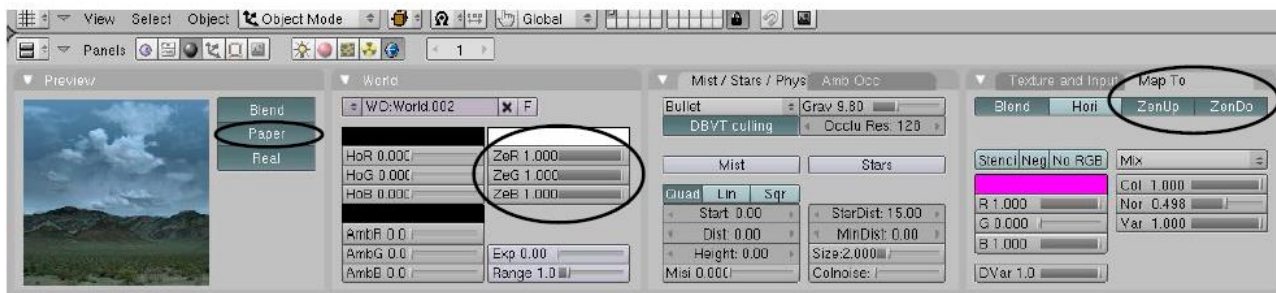 View Select Object Object Mode Global
Panels 1
Preview
Blend
Paper
Real
World
WO:World.002 X F
HoR 0.000 ZeR 1.000
HoG 0.000 ZeG 1.000
HoB 0.000 ZeB 1.000
AmbR 0.0
AmbG 0.0 Exp 0.00
AmbB 0.0 Range 1.0
Mist / Stars / Phys Amb Occ
Bullet Grav 9.80
DBVT culling Occlu Res: 128
Mist Stars
Quad Lin Sqr
Start: 0.00 StarDist: 15.00
Dist: 0.00 MinDist: 0.00
Height: 0.00 Size:2.000
Misi 0.000 Colnoise:
Texture and Input Map To
Blend Hori ZenUp ZenDo
Stenci Neg No RGB Mix
Col 1.000
R 1.000 Nor 0.498
G 0.000 Var 1.000
B 1.000
DVar 1.0